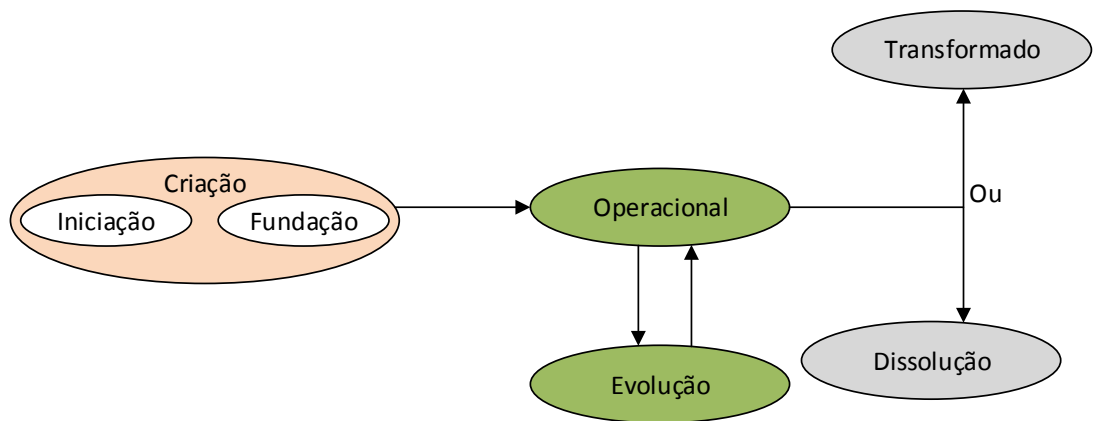 Transformado
Criação
Iniciação
Fundação
Operacional
Ou
Evolução
Dissolução